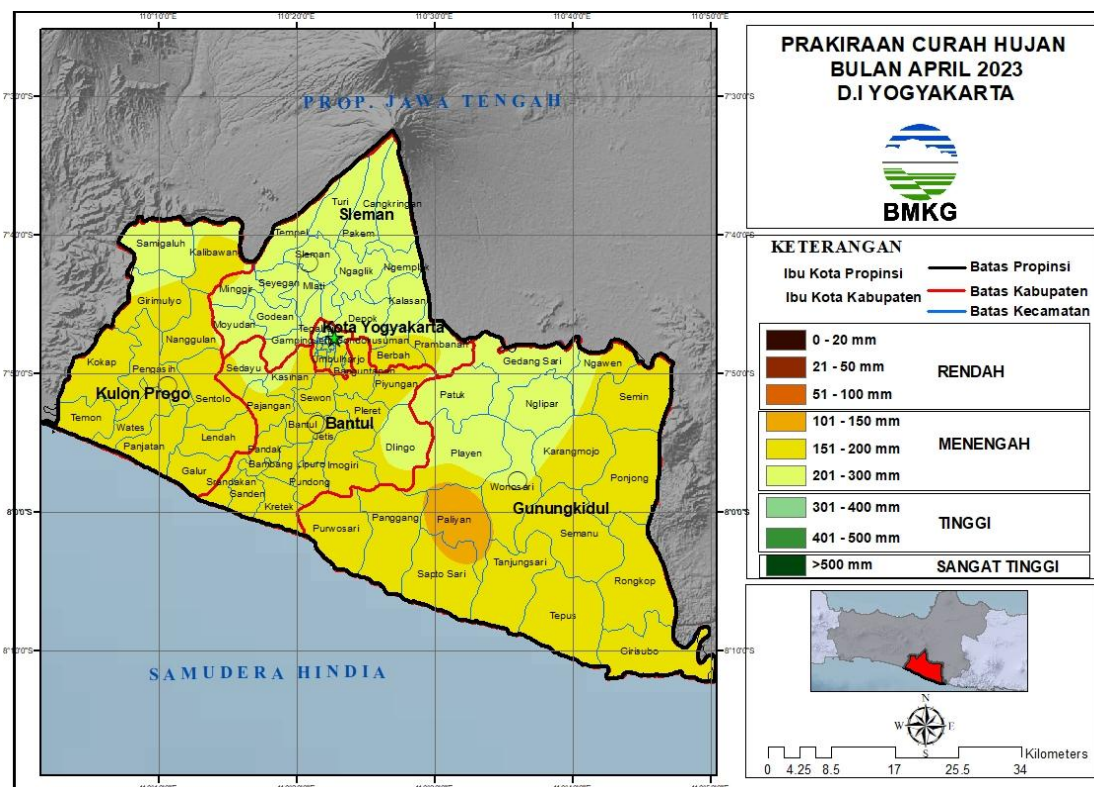 PRAKIRAAN CURAH HUJAN
BULAN APRIL 2023
D.I YOGYAKARTA
BMKG
KETERANGAN
Ibu Kota Propinsi
Batas Propinsi
Ibu Kota Kabupaten
Batas Kabupaten
Batas Kecamatan
0 - 20 mm
21 - 50 mm
RENDAH
51 - 100 mm
101 - 150 mm
151 - 200 mm
MENENGAH
201 - 300 mm
301 - 400 mm
TINGGI
401 - 500 mm
>500 mm
SANGAT TINGGI
N
W E
S
Kilometers
0 4.25 8.5 17 25.5 34
110°10'0"E 110°20'0"E 110°30'0"E 110°40'0"E 110°50'0"E
7°30'0"S
7°40'0"S
7°50'0"S
8°0'0"S
8°10'0"S
PROP. JAWA TENGAH
Turi
Cangkringan
Sleman
Tempel
Pakem
Samigaluh
Kalibawang
Sleman
Ngaglik
Ngemplak
Minggir
Seyegan
Mlati
Kalasan
Girimulyo
Godean
Depok
Moyudan
Kota Yogyakarta
Nanggulan
Gamping
Gondokusuman
Prambanan
Berbah
Kokap
Pengasih
Sedayu
Kasihan
Umbulharjo
Banguntapan
Piyungan
Gedang Sari
Ngawen
Kulon Progo
Sentolo
Pajangan
Sewon
Pleret
Patuk
Nglipar
Semin
Temon
Wates
Bantul
Bantul
Jetis
Panjatan
Lendah
Pandak
Dlingo
Playen
Karangmojo
Galur
Bambang Lipuro
Imogiri
Srandakan
Pundong
Sanden
Wonosari
Ponjong
Kretek
Gunungkidul
Purwosari
Panggang
Paliyan
Semanu
Sapto Sari
Tanjungsari
Rongkop
Tepus
Girisubo
SAMUDERA HINDIA